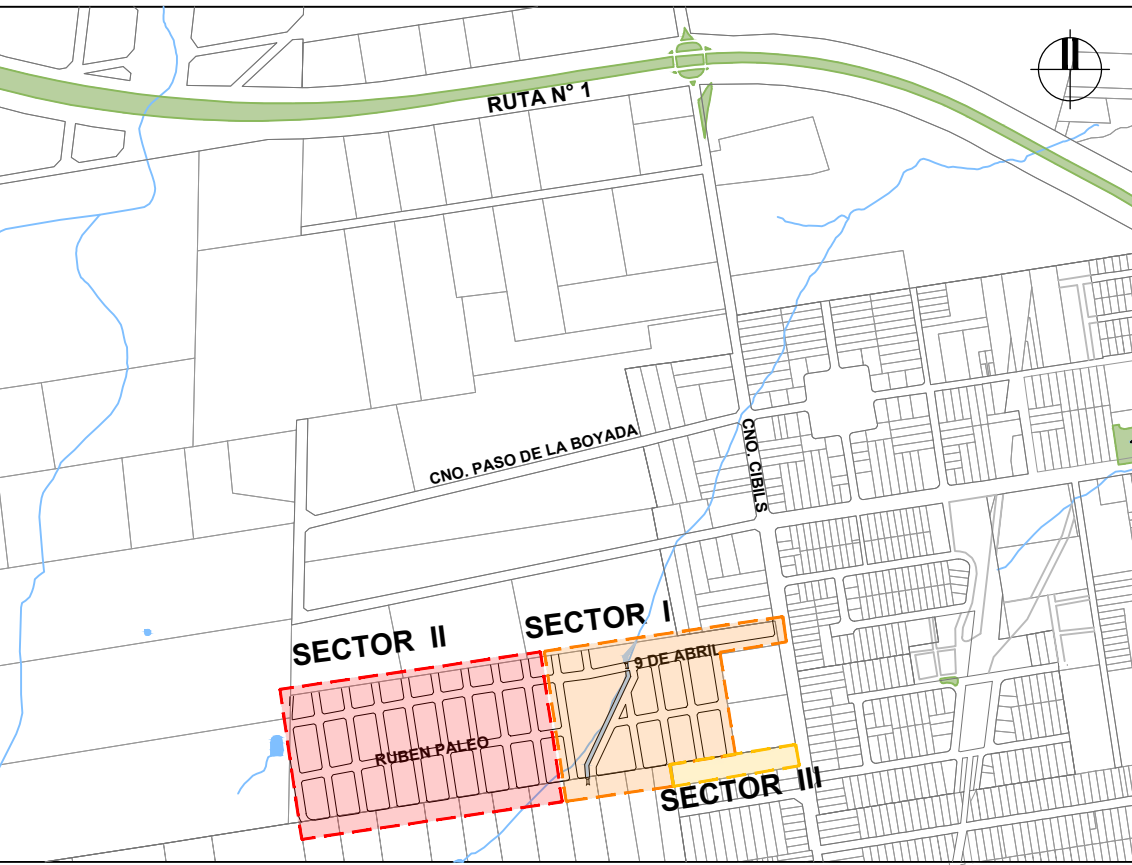 RUTA N° 1
CNO. PASO DE LA BOYADA
CNO. CIBILS
SECTOR I
SECTOR II
9 DE ABRIL
RUBEN PALEO
SECTOR III